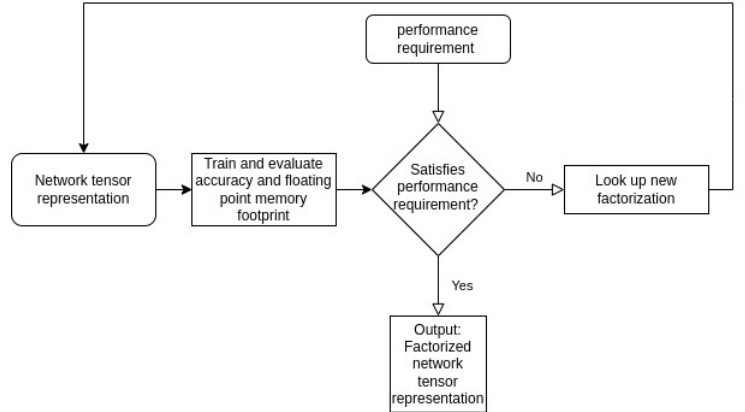 performance
requirement
Network tensor
representation
Train and evaluate
accuracy and floating
point memory
footprint
Satisfies
performance
requirement?
No
Look up new
factorization
Yes
Output:
Factorized
network
tensor
representation